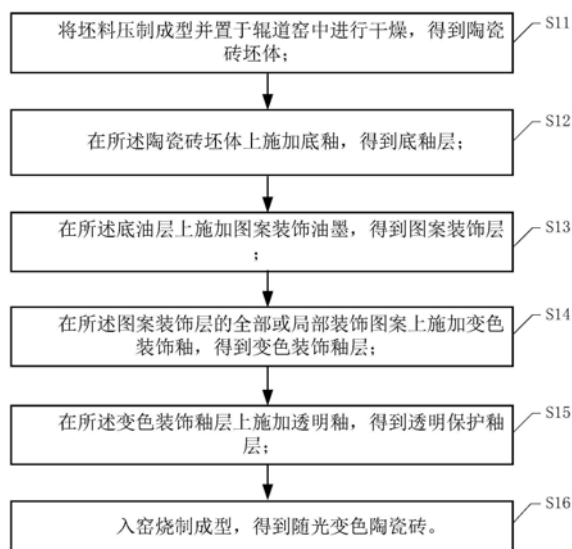 将坯料压制成型并置于辊道窑中进行干燥，得到陶瓷
砖坯体；
S11
在所述陶瓷砖坯体上施加底釉，得到底釉层；
S12
在所述底油层上施加图案装饰油墨，得到图案装饰层
；
S13
在所述图案装饰层的全部或局部装饰图案上施加变色
装饰釉，得到变色装饰釉层；
S14
在所述变色装饰釉层上施加透明釉，得到透明保护釉
层；
S15
入窑烧制成型，得到随光变色陶瓷砖。
S16